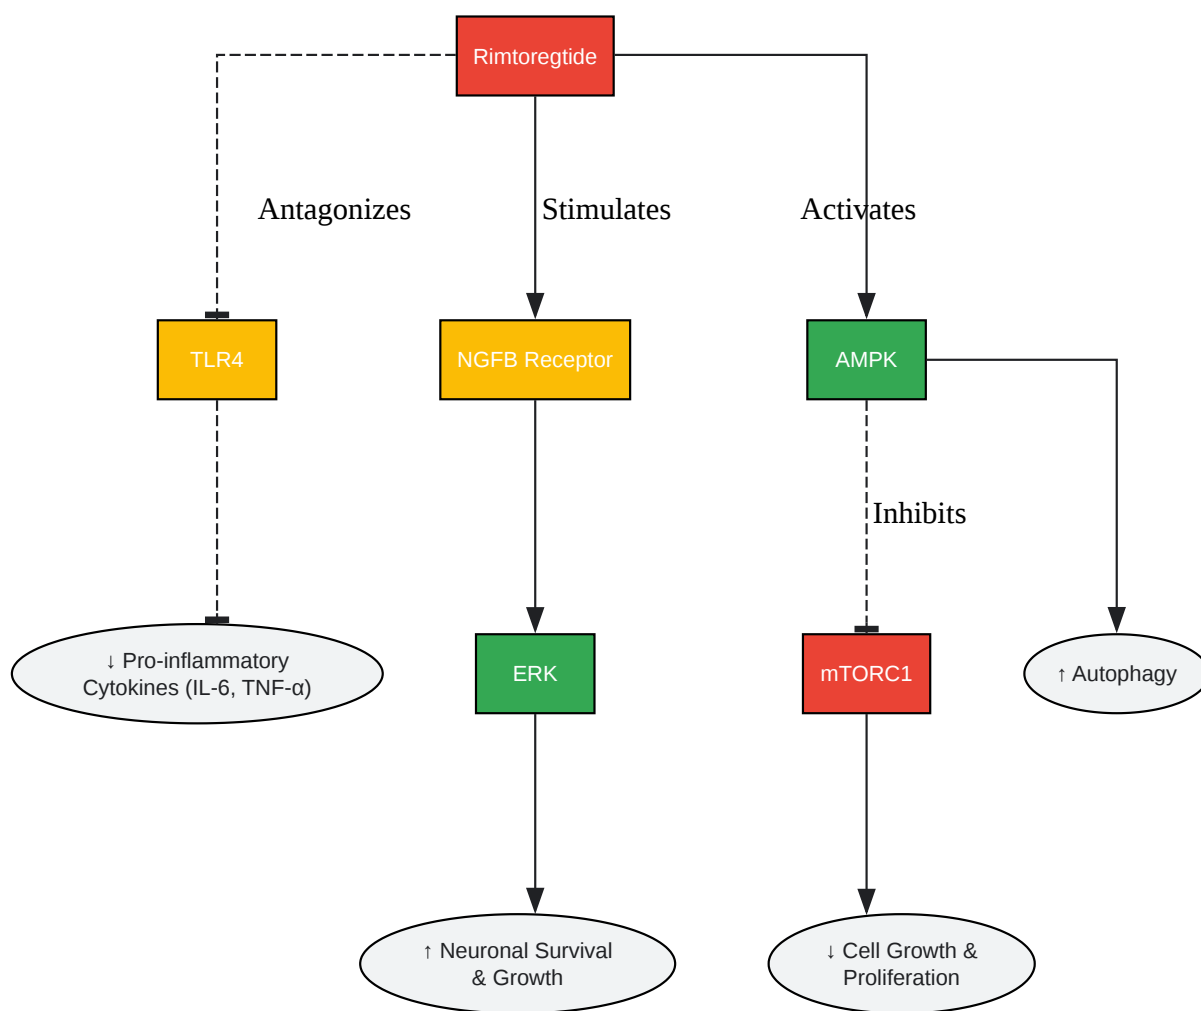 Rimtoregtide
Antagonizes
Stimulates
Activates
TLR4
NGFB Receptor
AMPK
Inhibits
↓ Pro-inflammatory
Cytokines (IL-6, TNF-α)
ERK
mTORC1
↑ Autophagy
↑ Neuronal Survival
& Growth
↓ Cell Growth &
Proliferation